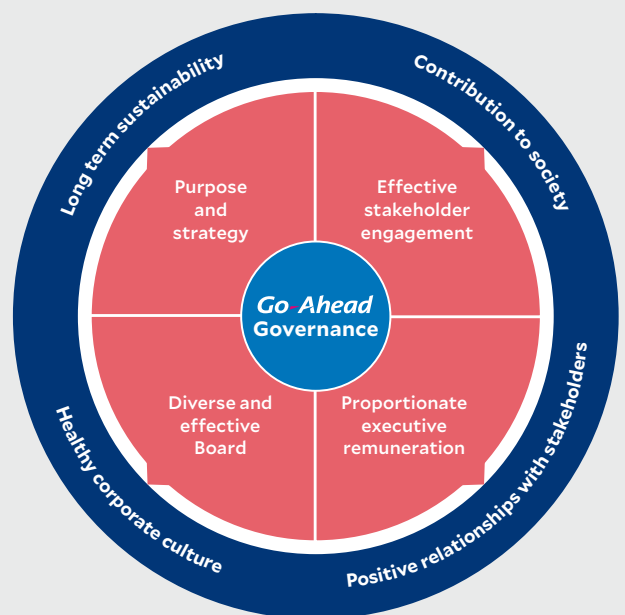 Long term sustainability
Contribution to society
Purpose
and
strategy
Effective
stakeholder
engagement
Go-Ahead
Governance
Diverse and
effective
Board
Proportionate
executive
remuneration
Healthy corporate culture
Positive relationships with stakeholders